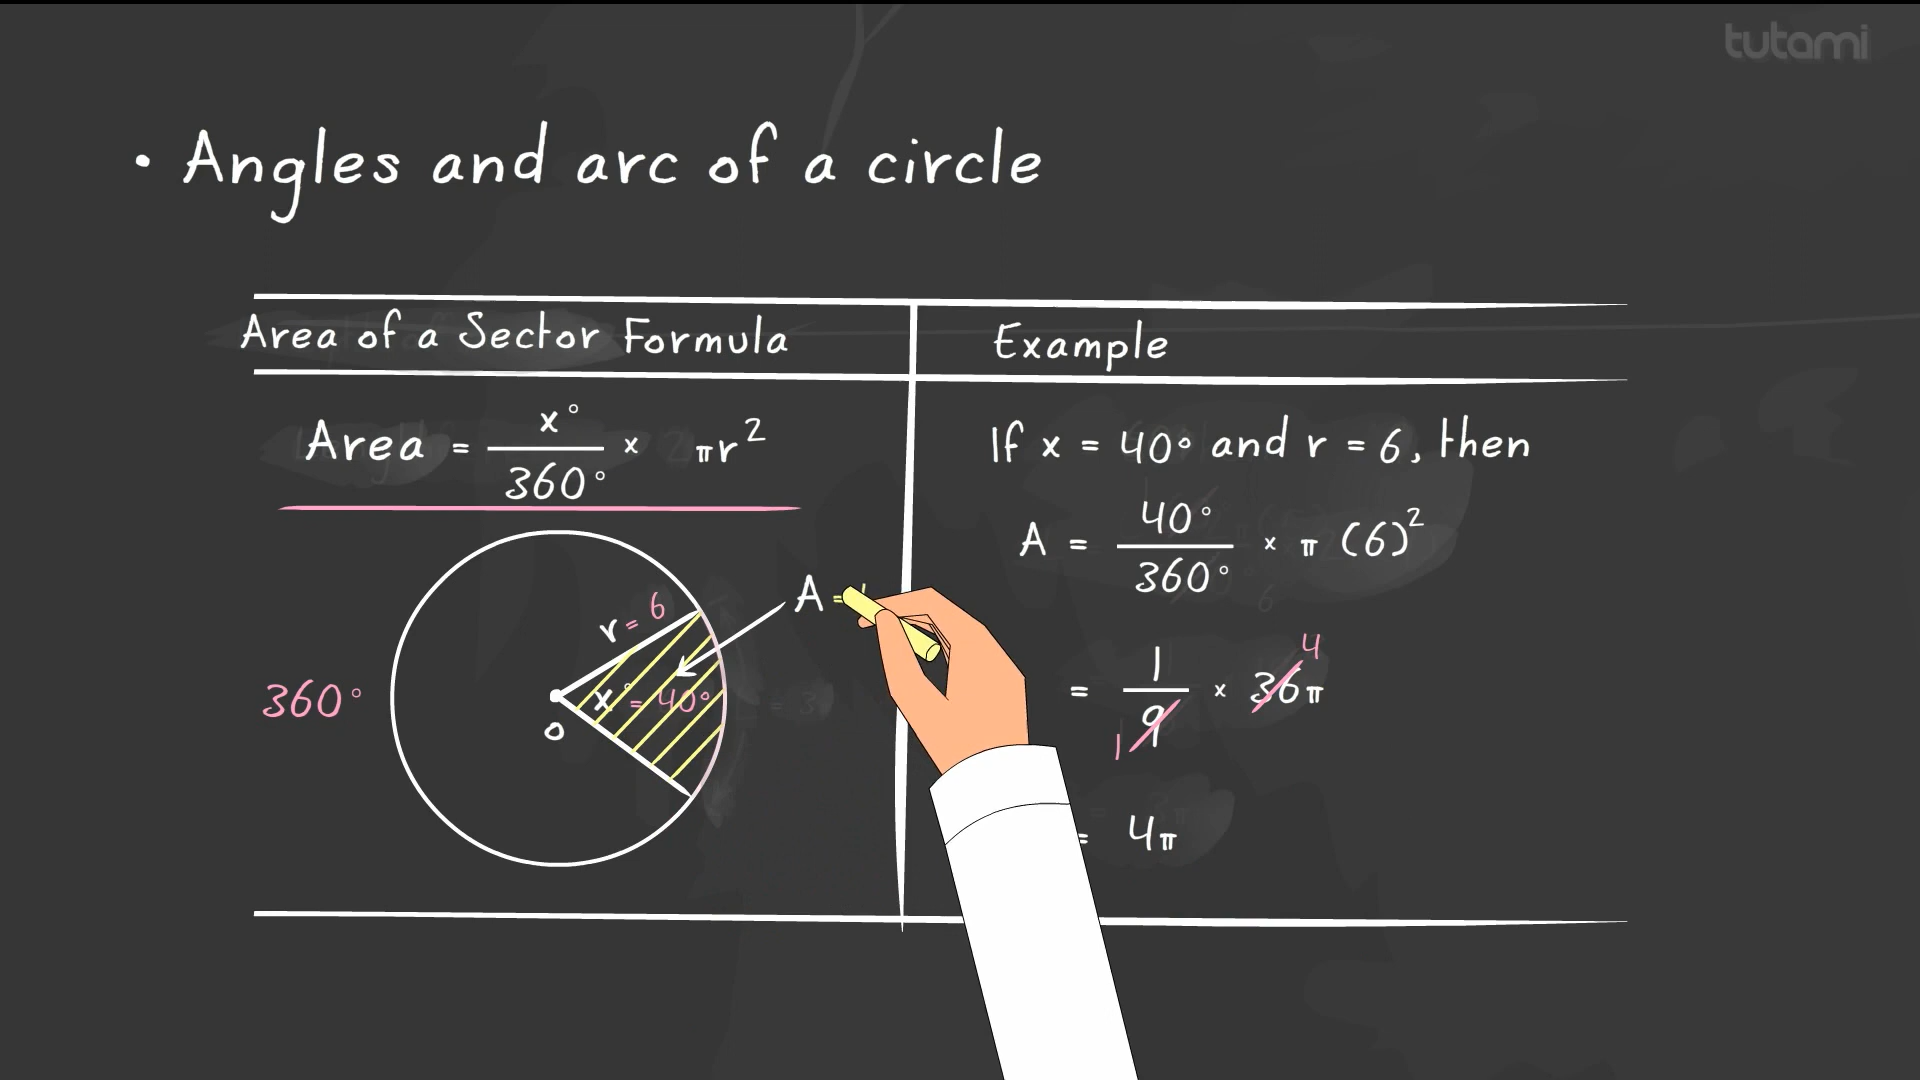 tutami
• Angles and arc of a circle
Area of a Sector Formula
Area = x° / 360° × πr²
r = 6
A =
360°
x° = 40°
o
Example
If x = 40° and r = 6, then
A = 40° / 360° × π (6)²
= 1 / 9 × 36π
4
1
= 4π